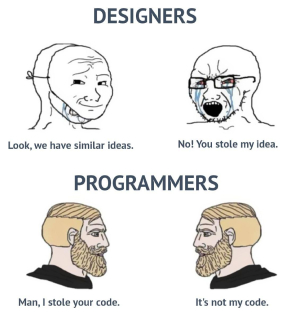 DESIGNERS
Look, we have similar ideas.
No! You stole my idea.
PROGRAMMERS
Man, I stole your code.
It's not my code.